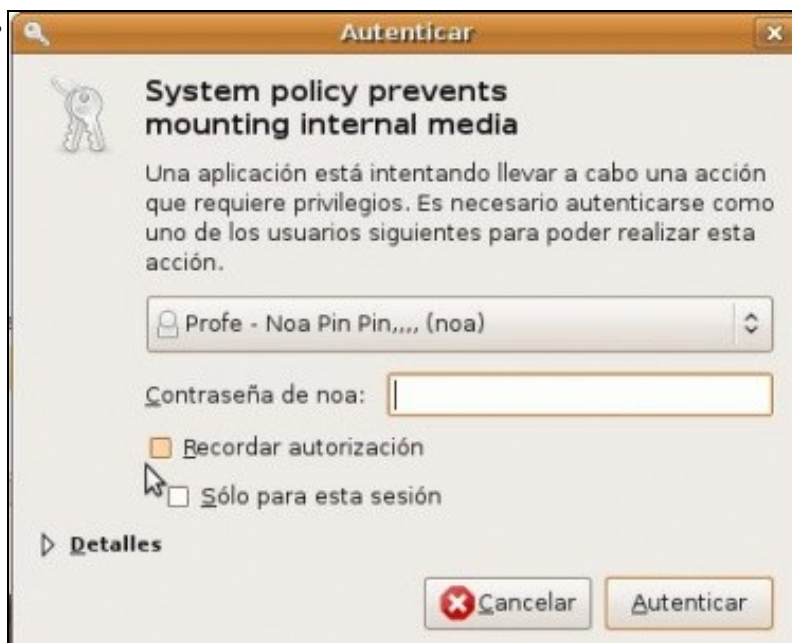 Autenticar
System policy prevents
mounting internal media
Una aplicación está intentando llevar a cabo una acción
que requiere privilegios. Es necesario autenticarse como
uno de los usuarios siguientes para poder realizar esta
acción.
Profe - Noa Pin Pin,,,, (noa)
Contraseña de noa:
Recordar autorización
Sólo para esta sesión
Detalles
Cancelar Autenticar